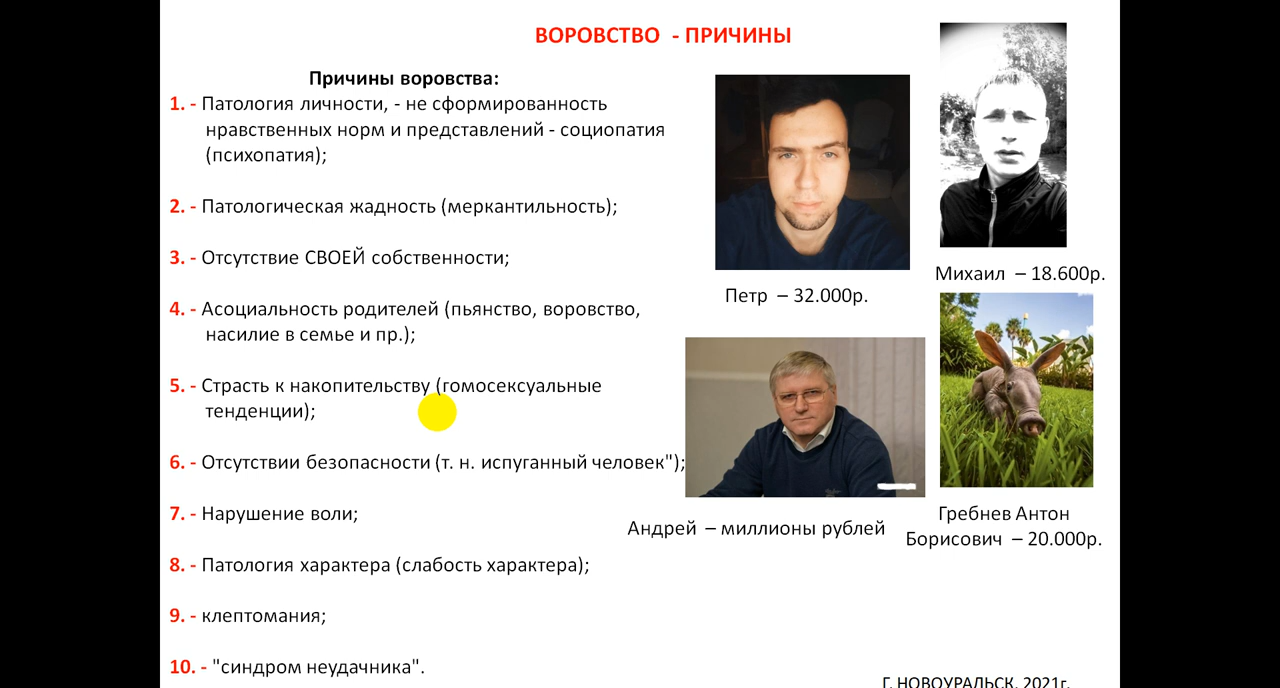 ВОРОВСТВО - ПРИЧИНЫ
Причины воровства:
1. - Патология личности, - не сформированность
нравственных норм и представлений - социопатия
(психопатия);
2. - Патологическая жадность (меркантильность);
3. - Отсутствие СВОЕЙ собственности;
4. - Асоциальность родителей (пьянство, воровство,
насилие в семье и пр.);
5. - Страсть к накопительству (гомосексуальные
тенденции);
6. - Отсутствии безопасности (т. н. испуганный человек");
7. - Нарушение воли;
8. - Патология характера (слабость характера);
9. - клептомания;
10. - "синдром неудачника".
Петр – 32.000р.
Михаил – 18.600р.
Андрей – миллионы рублей
Гребнев Антон
Борисович – 20.000р.
Г. НОВОУРАЛЬСК. 2021г.